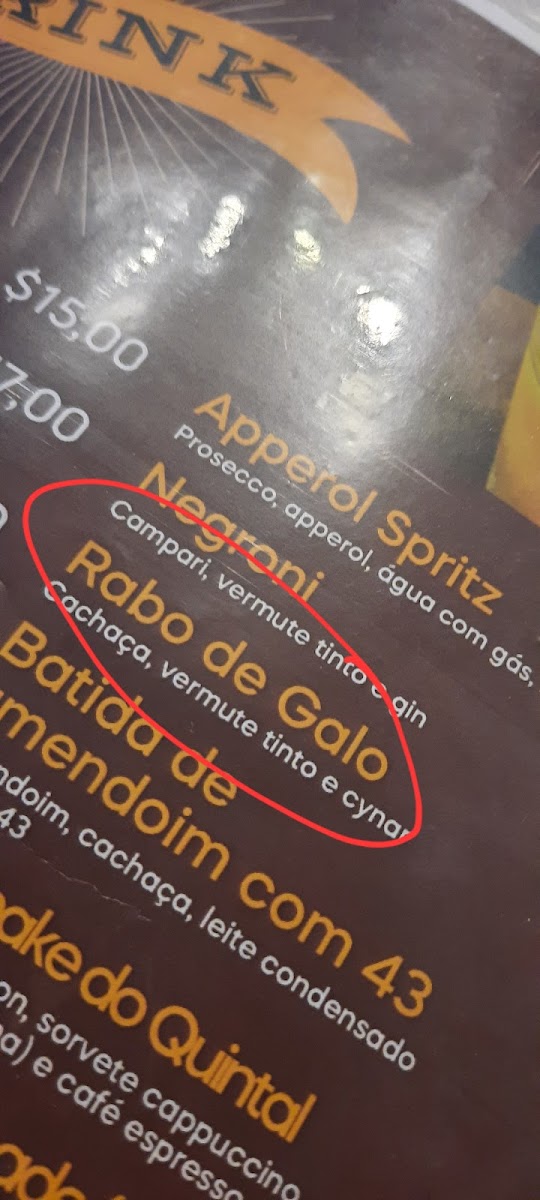 $15,00
7,00
Apperol Spritz
Prosecco, apperol, água com gás,
Negroni
Campari, vermute tinto e gin
Rabo de Galo
Cachaça, vermute tinto e cynar
Batida de
mendoim com 43
ndoim, cachaça, leite condensado
43
ake do Quintal
on, sorvete cappuccino
a) e café espresso